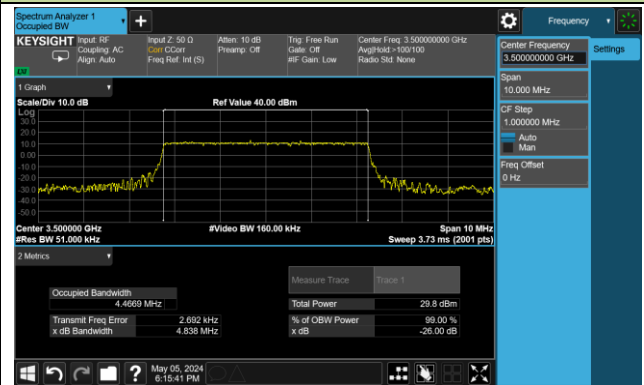 Spectrum Analyzer 1
Occupied BW
Frequency
KEYSIGHT
Input: RF
Coupling: AC
Align: Auto
Input Z: 50 Ω
Corr CCorr
Freq Ref: Int (S)
Atten: 10 dB
Preamp: Off
Trig: Free Run
Gate: Off
#IF Gain: Low
Center Freq: 3.500000000 GHz
Avg|Hold:>100/100
Radio Std: None
Center Frequency
3.500000000 GHz
Settings
Span
10.000 MHz
CF Step
1.000000 MHz
Auto
Man
Freq Offset
0 Hz
1 Graph
Scale/Div 10.0 dB
Ref Value 40.00 dBm
Log
30.0
20.0
10.0
0.00
-10.0
-20.0
-30.0
-40.0
-50.0
Center 3.500000 GHz
#Video BW 160.00 kHz
Span 10 MHz
#Res BW 51.000 kHz
Sweep 3.73 ms (2001 pts)
2 Metrics
Measure Trace
Trace 1
Occupied Bandwidth
4.4669 MHz
Total Power
29.8 dBm
Transmit Freq Error
2.692 kHz
% of OBW Power
99.00 %
x dB Bandwidth
4.838 MHz
x dB
-26.00 dB
May 05, 2024
6:15:41 PM